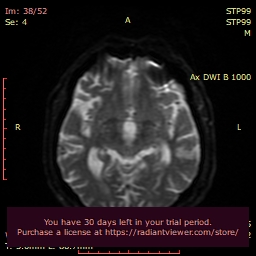 Im: 38/52
Se: 4
A
STP99
STP99
M
Ax DWI B 1000
R
L
You have 30 days left in your trial period.
Purchase a license at https://radiantviewer.com/store/